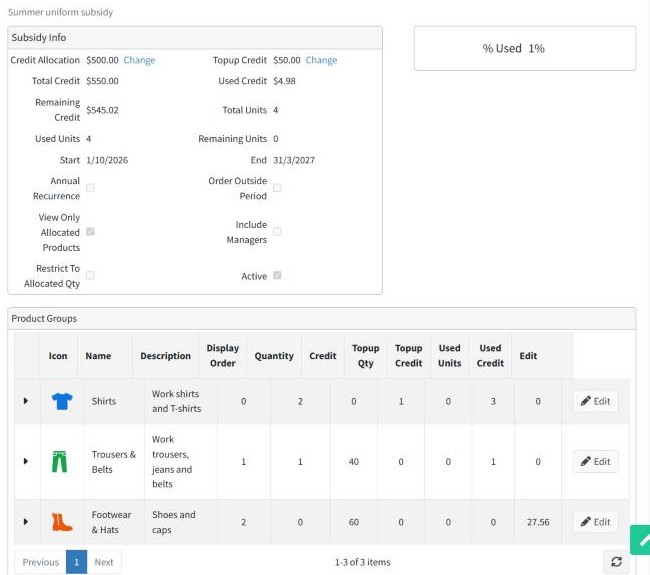 Summer uniform subsidy
Subsidy Info
% Used 1%
Credit Allocation $500.00 Change Topup Credit $50.00 Change
Total Credit $550.00 Used Credit $4.98
Remaining Credit $545.02 Total Units 4
Used Units 4 Remaining Units 0
Start 1/10/2026 End 31/3/2027
Annual Recurrence Order Outside Period
View Only Allocated Products Include Managers
Restrict To Allocated Qty Active
Product Groups
Icon Name Description Display Order Quantity Credit Topup Qty Topup Credit Used Units Used Credit Edit
Shirts Work shirts and T-shirts 0 2 0 1 0 3 0 Edit
Trousers & Belts Work trousers, jeans and belts 1 1 40 0 0 1 0 Edit
Footwear & Hats Shoes and caps 2 0 60 0 0 0 27.56 Edit
Previous 1 Next 1-3 of 3 items